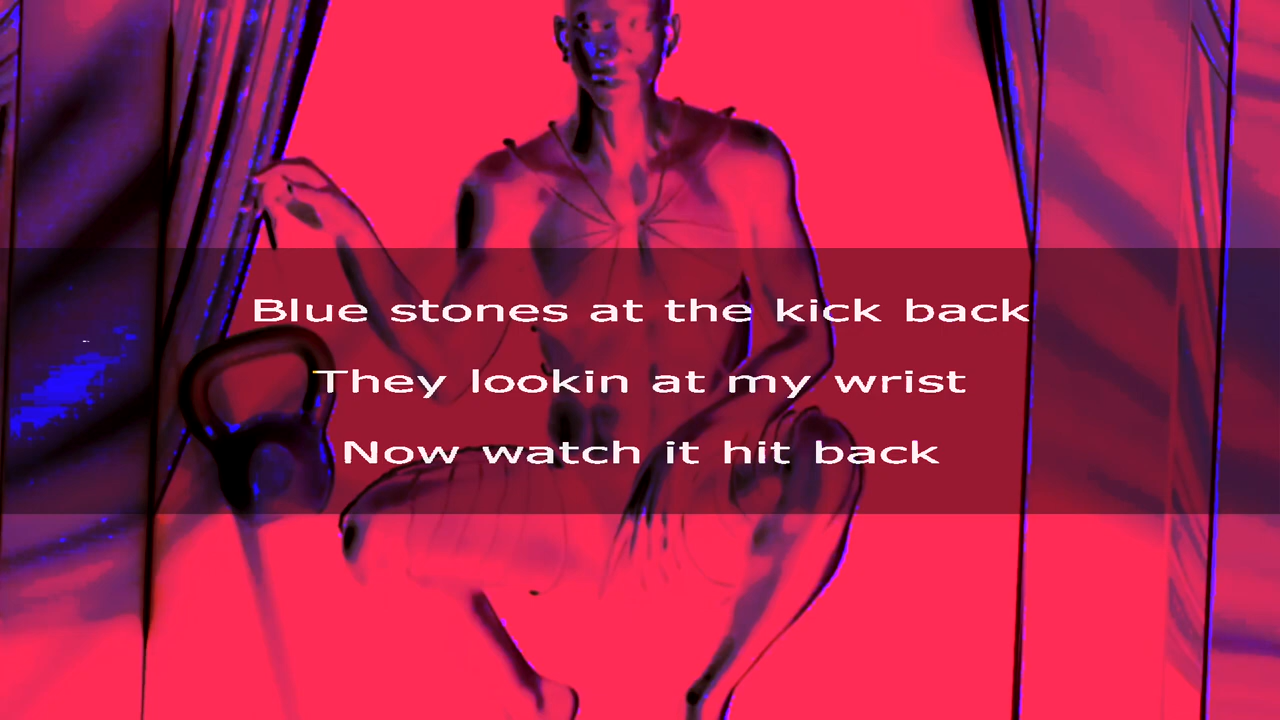 Blue stones at the kick back
They lookin at my wrist
Now watch it hit back